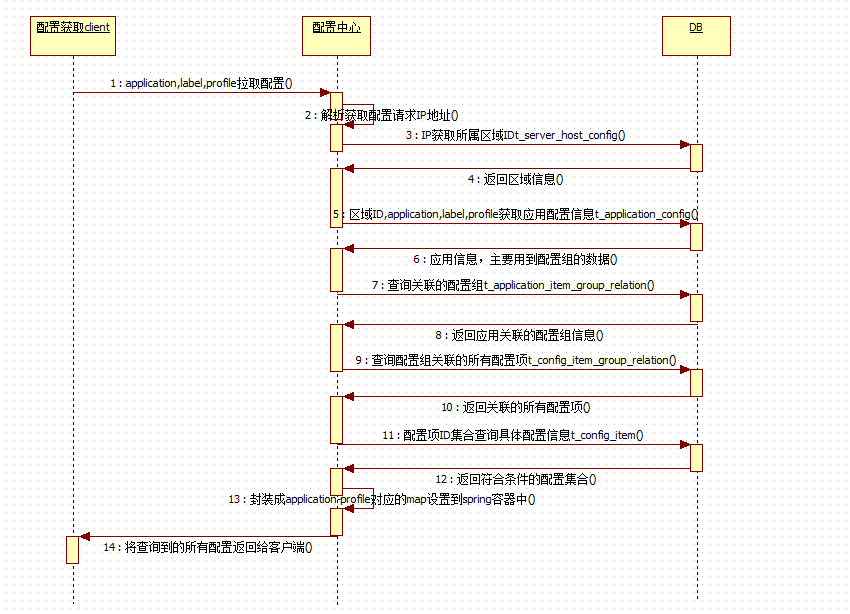 配置获取client
配置中心
DB
1 : application,label,profile拉取配置()
2 : 解析获取配置请求IP地址()
3 : IP获取所属区域IDt_server_host_config()
4 : 返回区域信息()
5 : 区域ID,application,label,profile获取应用配置信息t_application_config()
6 : 应用信息，主要用到配置组的数据()
7 : 查询关联的配置组t_application_item_group_relation()
8 : 返回应用关联的配置组信息()
9 : 查询配置组关联的所有配置项t_config_item_group_relation()
10 : 返回关联的所有配置项()
11 : 配置项ID集合查询具体配置信息t_config_item()
12 : 返回符合条件的配置集合()
13 : 封装成application-profile对应的map设置到spring容器中()
14 : 将查询到的所有配置返回给客户端()